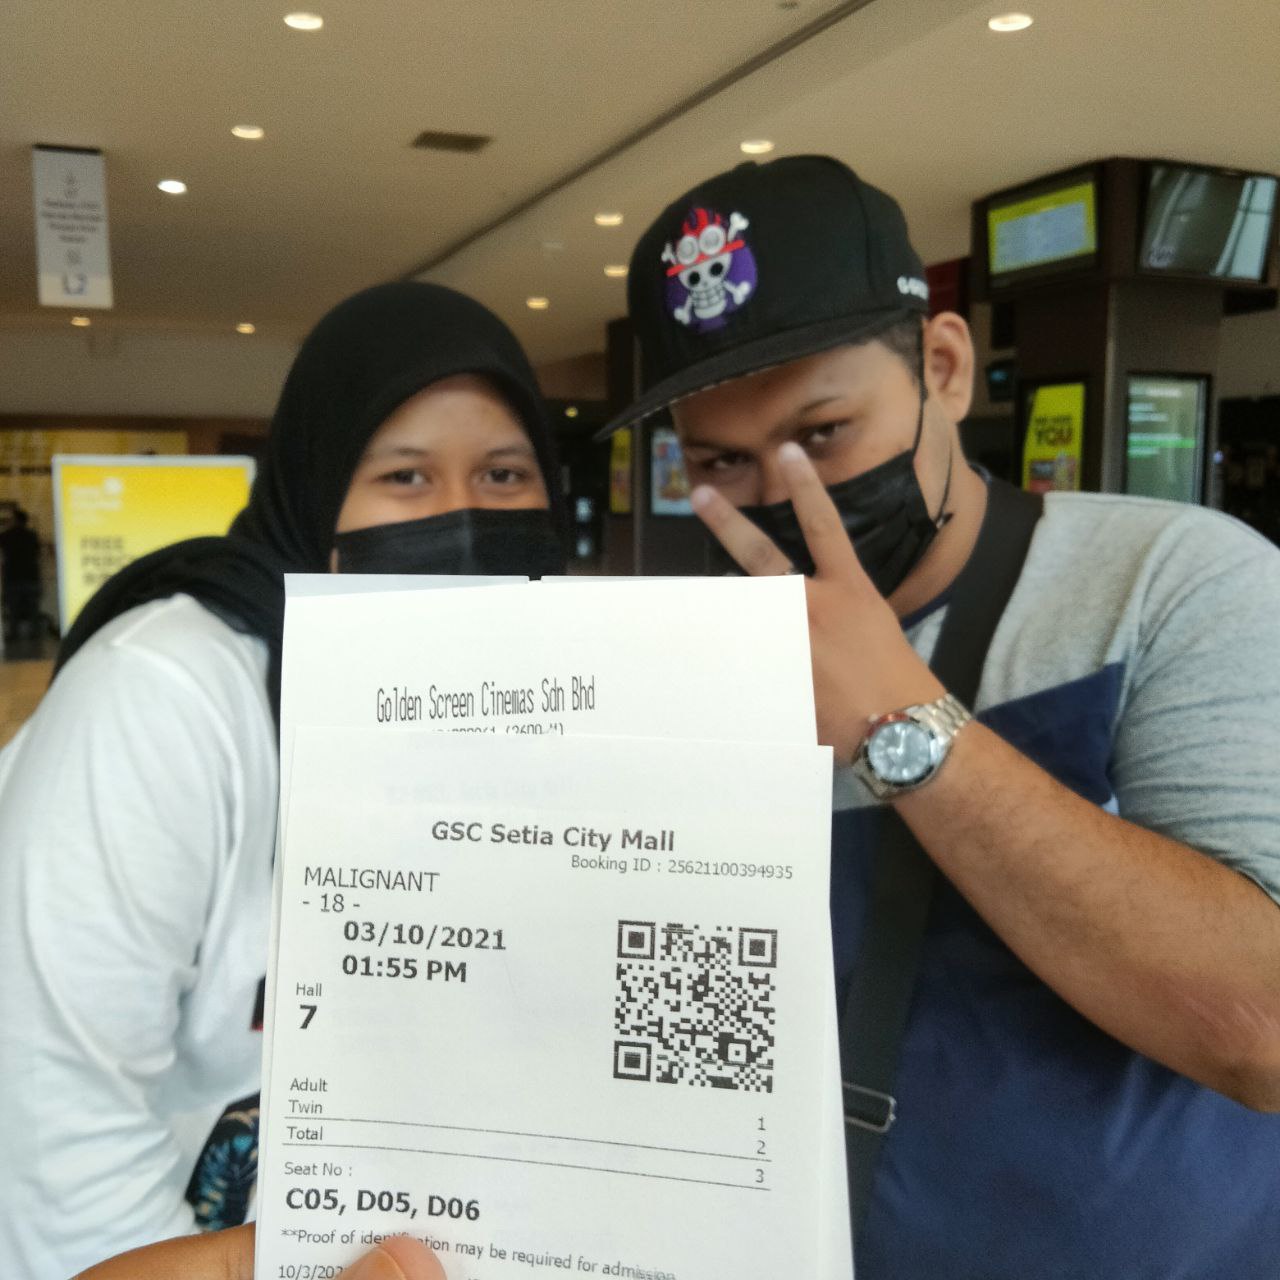 L2
FREE
YOU
Golden Screen Cinemas Sdn Bhd
GSC Setia City Mall
Booking ID : 25621100394935
MALIGNANT
- 18 -
03/10/2021
01:55 PM
Hall
7
Adult 1
Twin 2
Total 3
Seat No :
C05, D05, D06
**Proof of identification may be required for admission